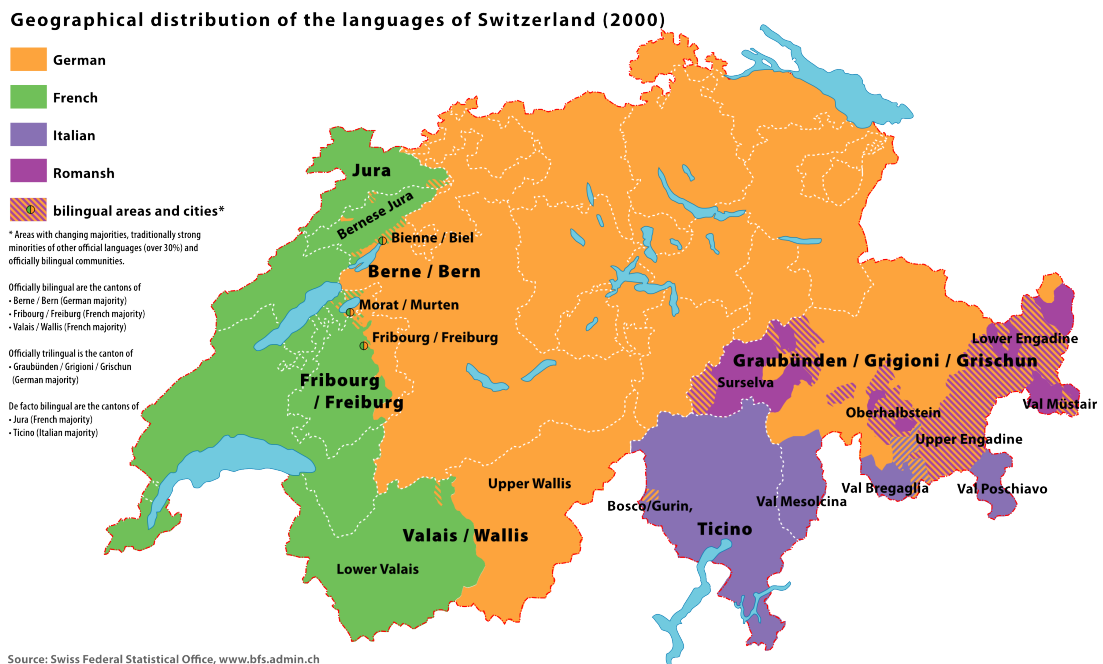 Geographical distribution of the languages of Switzerland (2000)
German
French
Italian
Romansh
bilingual areas and cities*
* Areas with changing majorities, traditionally strong
minorities of other official languages (over 30%) and
officially bilingual communities.
Officially bilingual are the cantons of
• Berne / Bern (German majority)
• Fribourg / Freiburg (French majority)
• Valais / Wallis (French majority)
Officially trilingual is the canton of
• Graubünden / Grigioni / Grischun
(German majority)
De facto bilingual are the cantons of
• Jura (French majority)
• Ticino (Italian majority)
Jura
Bernese Jura
Bienne / Biel
Berne / Bern
Morat / Murten
Fribourg / Freiburg
Fribourg
/ Freiburg
Lower Engadine
Graubünden / Grigioni / Grischun
Surselva
Val Müstair
Oberhalbstein
Upper Engadine
Upper Wallis
Val Bregaglia
Val Poschiavo
Bosco/Gurin,
Val Mesolcina
Ticino
Valais / Wallis
Lower Valais
Source: Swiss Federal Statistical Office, www.bfs.admin.ch